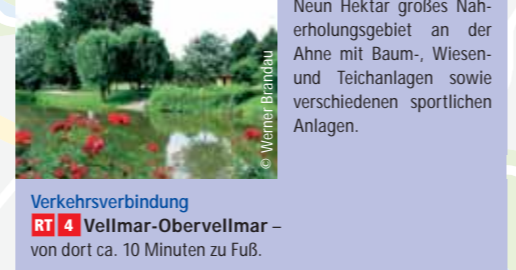 Neun Hektar großes Nah-
erholungsgebiet an der
Ahne mit Baum-, Wiesen-
und Teichanlagen sowie
verschiedenen sportlichen
Anlagen.
© Werner Brandau
Verkehrsverbindung
RT 4 Vellmar-Obervellmar –
von dort ca. 10 Minuten zu Fuß.